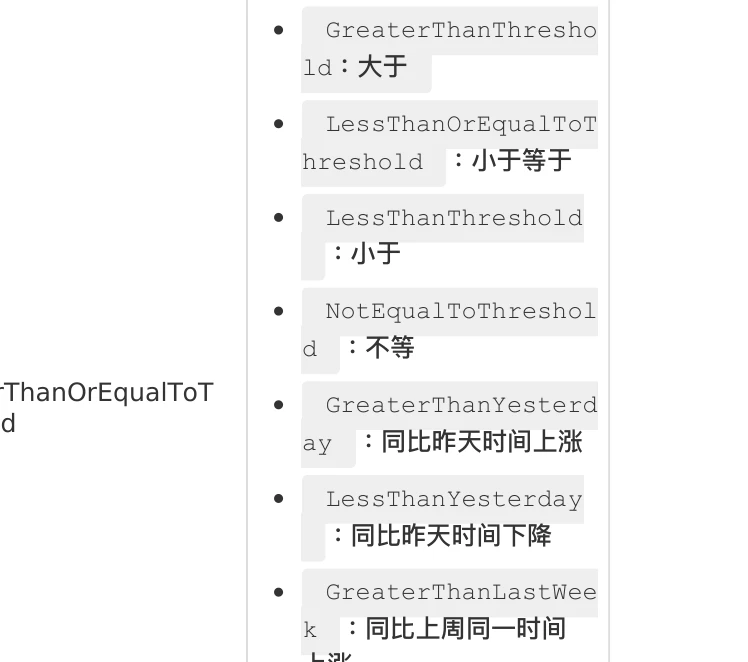 rThanOrEqualToT
d
GreaterThanThresho
ld：大于
LessThanOrEqualToT
hreshold ：小于等于
LessThanThreshold
：小于
NotEqualToThreshol
d ：不等
GreaterThanYesterd
ay ：同比昨天时间上涨
LessThanYesterday
：同比昨天时间下降
GreaterThanLastWee
k ：同比上周同一时间
上涨